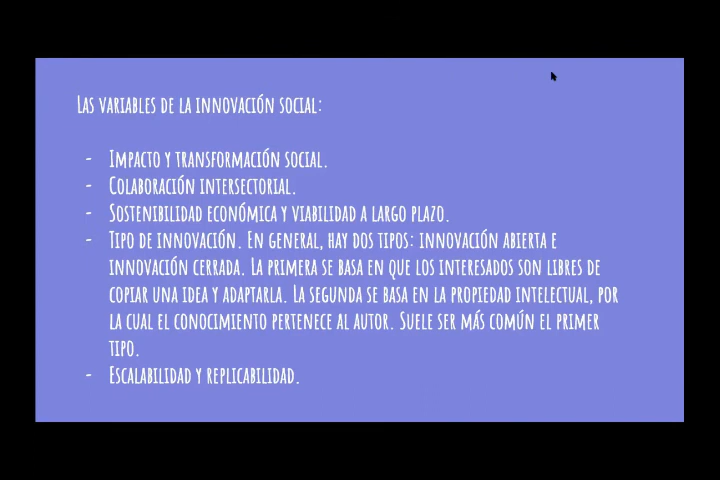 Las variables de la innovación social:
- Impacto y transformación social.
- Colaboración intersectorial.
- Sostenibilidad económica y viabilidad a largo plazo.
- Tipo de innovación. En general, hay dos tipos: innovación abierta e
innovación cerrada. La primera se basa en que los interesados son libres de
copiar una idea y adaptarla. La segunda se basa en la propiedad intelectual, por
la cual el conocimiento pertenece al autor. Suele ser más común el primer
tipo.
- Escalabilidad y replicabilidad.